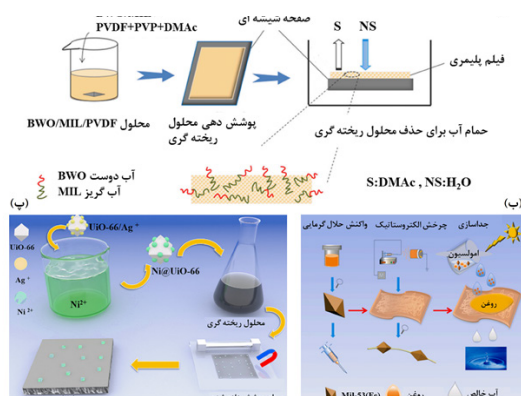 PVDF+PVP+DMAc
صفحه شیشه ای
S
NS
فیلم پلیمری
محلول BWO/MIL/PVDF
پوشش دهی محلول
ریخته گری
حمام آب برای حذف محلول ریخته گری
آب دوست BWO
آب گریز MIL
S:DMAc , NS:H₂O
(پ)
UiO-66
UiO-66/Ag⁺
Ag⁺
Ni²⁺
Ni²⁺
Ni@UiO-66
محلول ریخته گری
(ب)
واکنش حلال گرمایی
چرخش الکتروستاتیک
جداسازی
امولسیون
روغن
Mil-53(Fe)
روغن
آب خالص